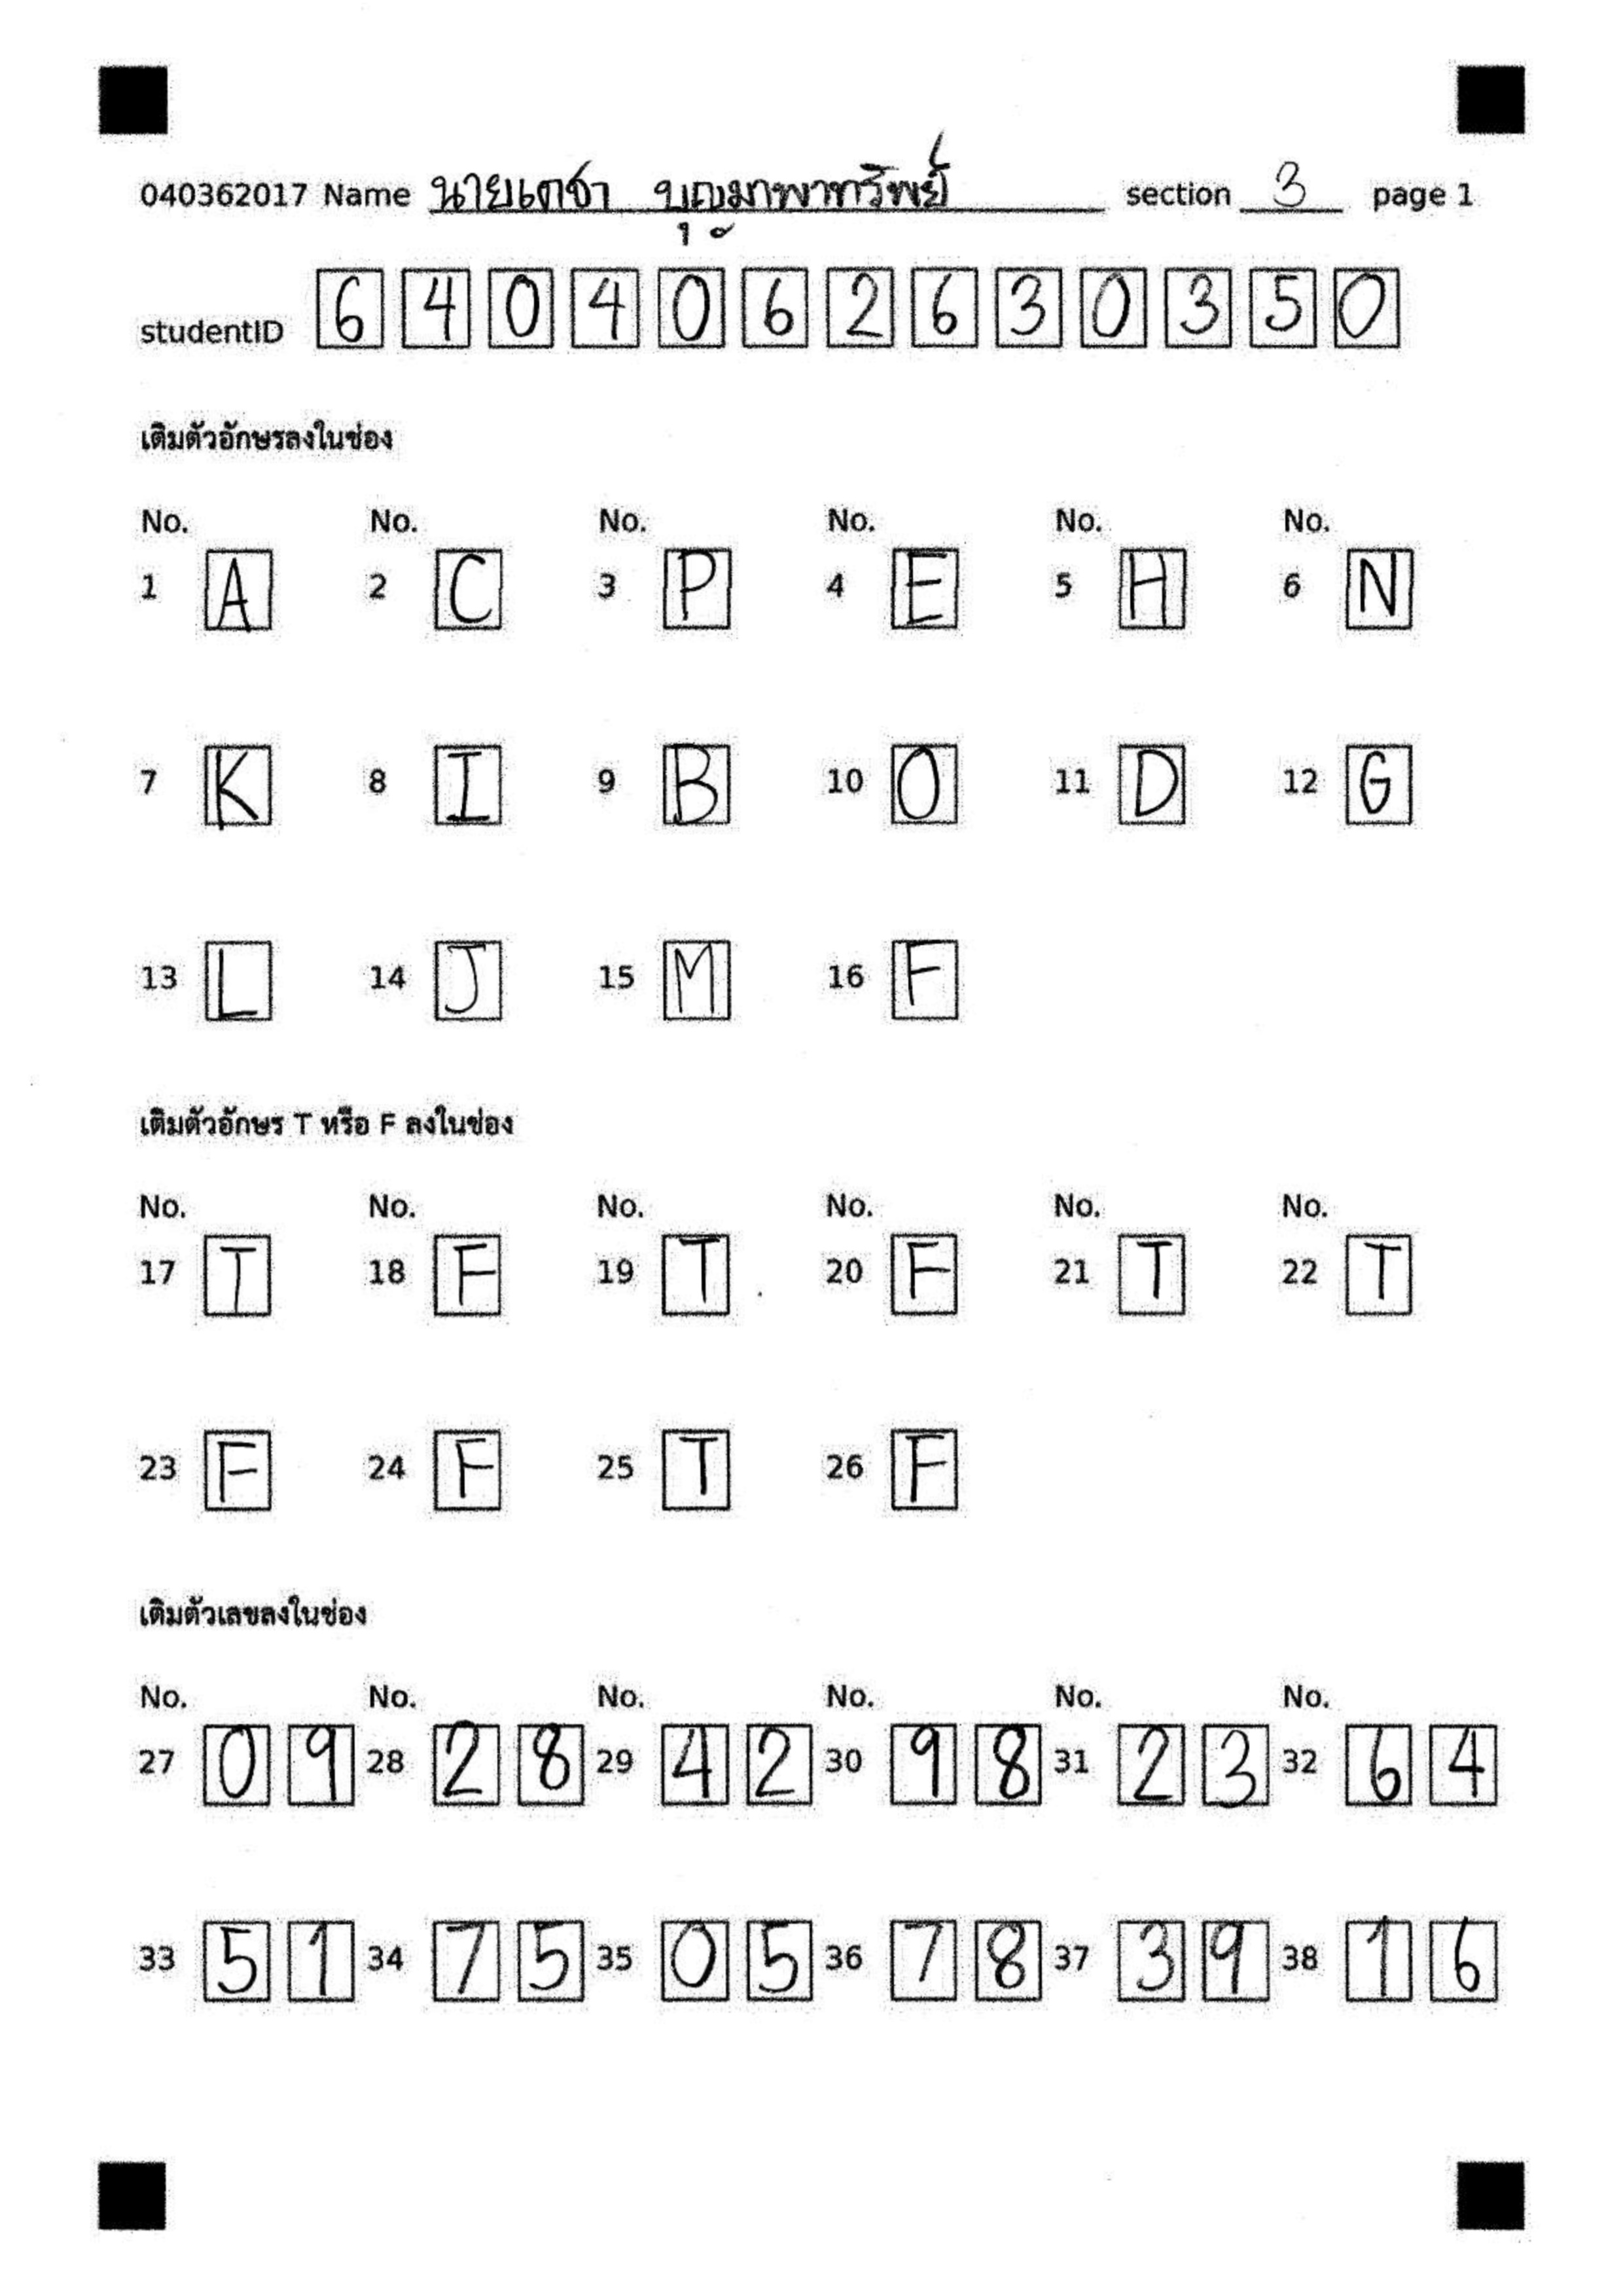 040362017 Name นายเดชา บุญมาพาทรัพย์ section 3 page 1
studentID 6 4 0 4 0 6 2 6 3 0 3 5 0
เติมตัวอักษรลงในช่อง
No. No. No. No. No. No.
1 A 2 C 3 P 4 E 5 H 6 N
7 K 8 I 9 B 10 O 11 D 12 G
13 L 14 J 15 M 16 F
เติมตัวอักษร T หรือ F ลงในช่อง
No. No. No. No. No. No.
17 T 18 F 19 T 20 F 21 T 22 T
23 F 24 F 25 T 26 F
เติมตัวเลขลงในช่อง
No. No. No. No. No. No.
27 0 9 28 2 8 29 4 2 30 9 8 31 2 3 32 6 4
33 5 1 34 7 5 35 0 5 36 7 8 37 3 9 38 1 6